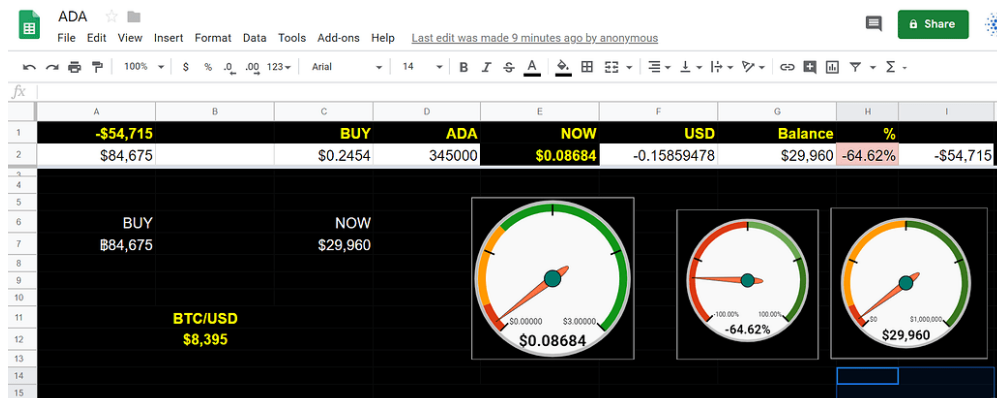 ADA
File Edit View Insert Format Data Tools Add-ons Help Last edit was made 9 minutes ago by anonymous
Share
100% $ % .0 .00 123 Arial 14 B I S A Σ
fx
A B C D E F G H I
1 -$54,715 BUY ADA NOW USD Balance %
2 $84,675 $0.2454 345000 $0.08684 -0.15859478 $29,960 -64.62% -$54,715
3
4
5
6 BUY NOW
7 ฿84,675 $29,960
8
9
10
11 BTC/USD
12 $8,395
13
14
15
$0.00000 $3.00000
$0.08684
-100.00% 100.00%
-64.62%
$0 $1,000,000
$29,960